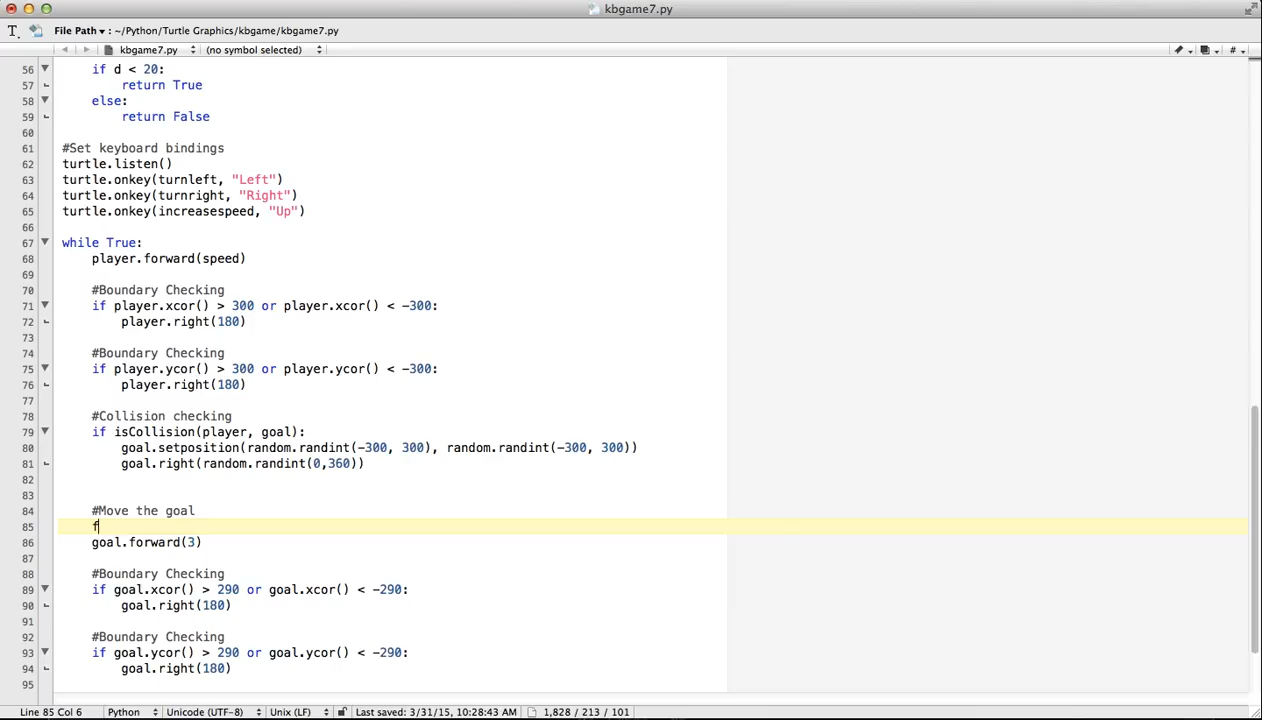 kbgame7.py
File Path ▾ : ~/Python/Turtle Graphics/kbgame/kbgame7.py
kbgame7.py (no symbol selected)
56 if d < 20:
57 return True
58 else:
59 return False
60
61 #Set keyboard bindings
62 turtle.listen()
63 turtle.onkey(turnleft, "Left")
64 turtle.onkey(turnright, "Right")
65 turtle.onkey(increasespeed, "Up")
66
67 while True:
68 player.forward(speed)
69
70 #Boundary Checking
71 if player.xcor() > 300 or player.xcor() < -300:
72 player.right(180)
73
74 #Boundary Checking
75 if player.ycor() > 300 or player.ycor() < -300:
76 player.right(180)
77
78 #Collision checking
79 if isCollision(player, goal):
80 goal.setposition(random.randint(-300, 300), random.randint(-300, 300))
81 goal.right(random.randint(0,360))
82
83
84 #Move the goal
85 f
86 goal.forward(3)
87
88 #Boundary Checking
89 if goal.xcor() > 290 or goal.xcor() < -290:
90 goal.right(180)
91
92 #Boundary Checking
93 if goal.ycor() > 290 or goal.ycor() < -290:
94 goal.right(180)
95
Line 85 Col 6 Python Unicode (UTF-8) Unix (LF) Last saved: 3/31/15, 10:28:43 AM 1,828 / 213 / 101